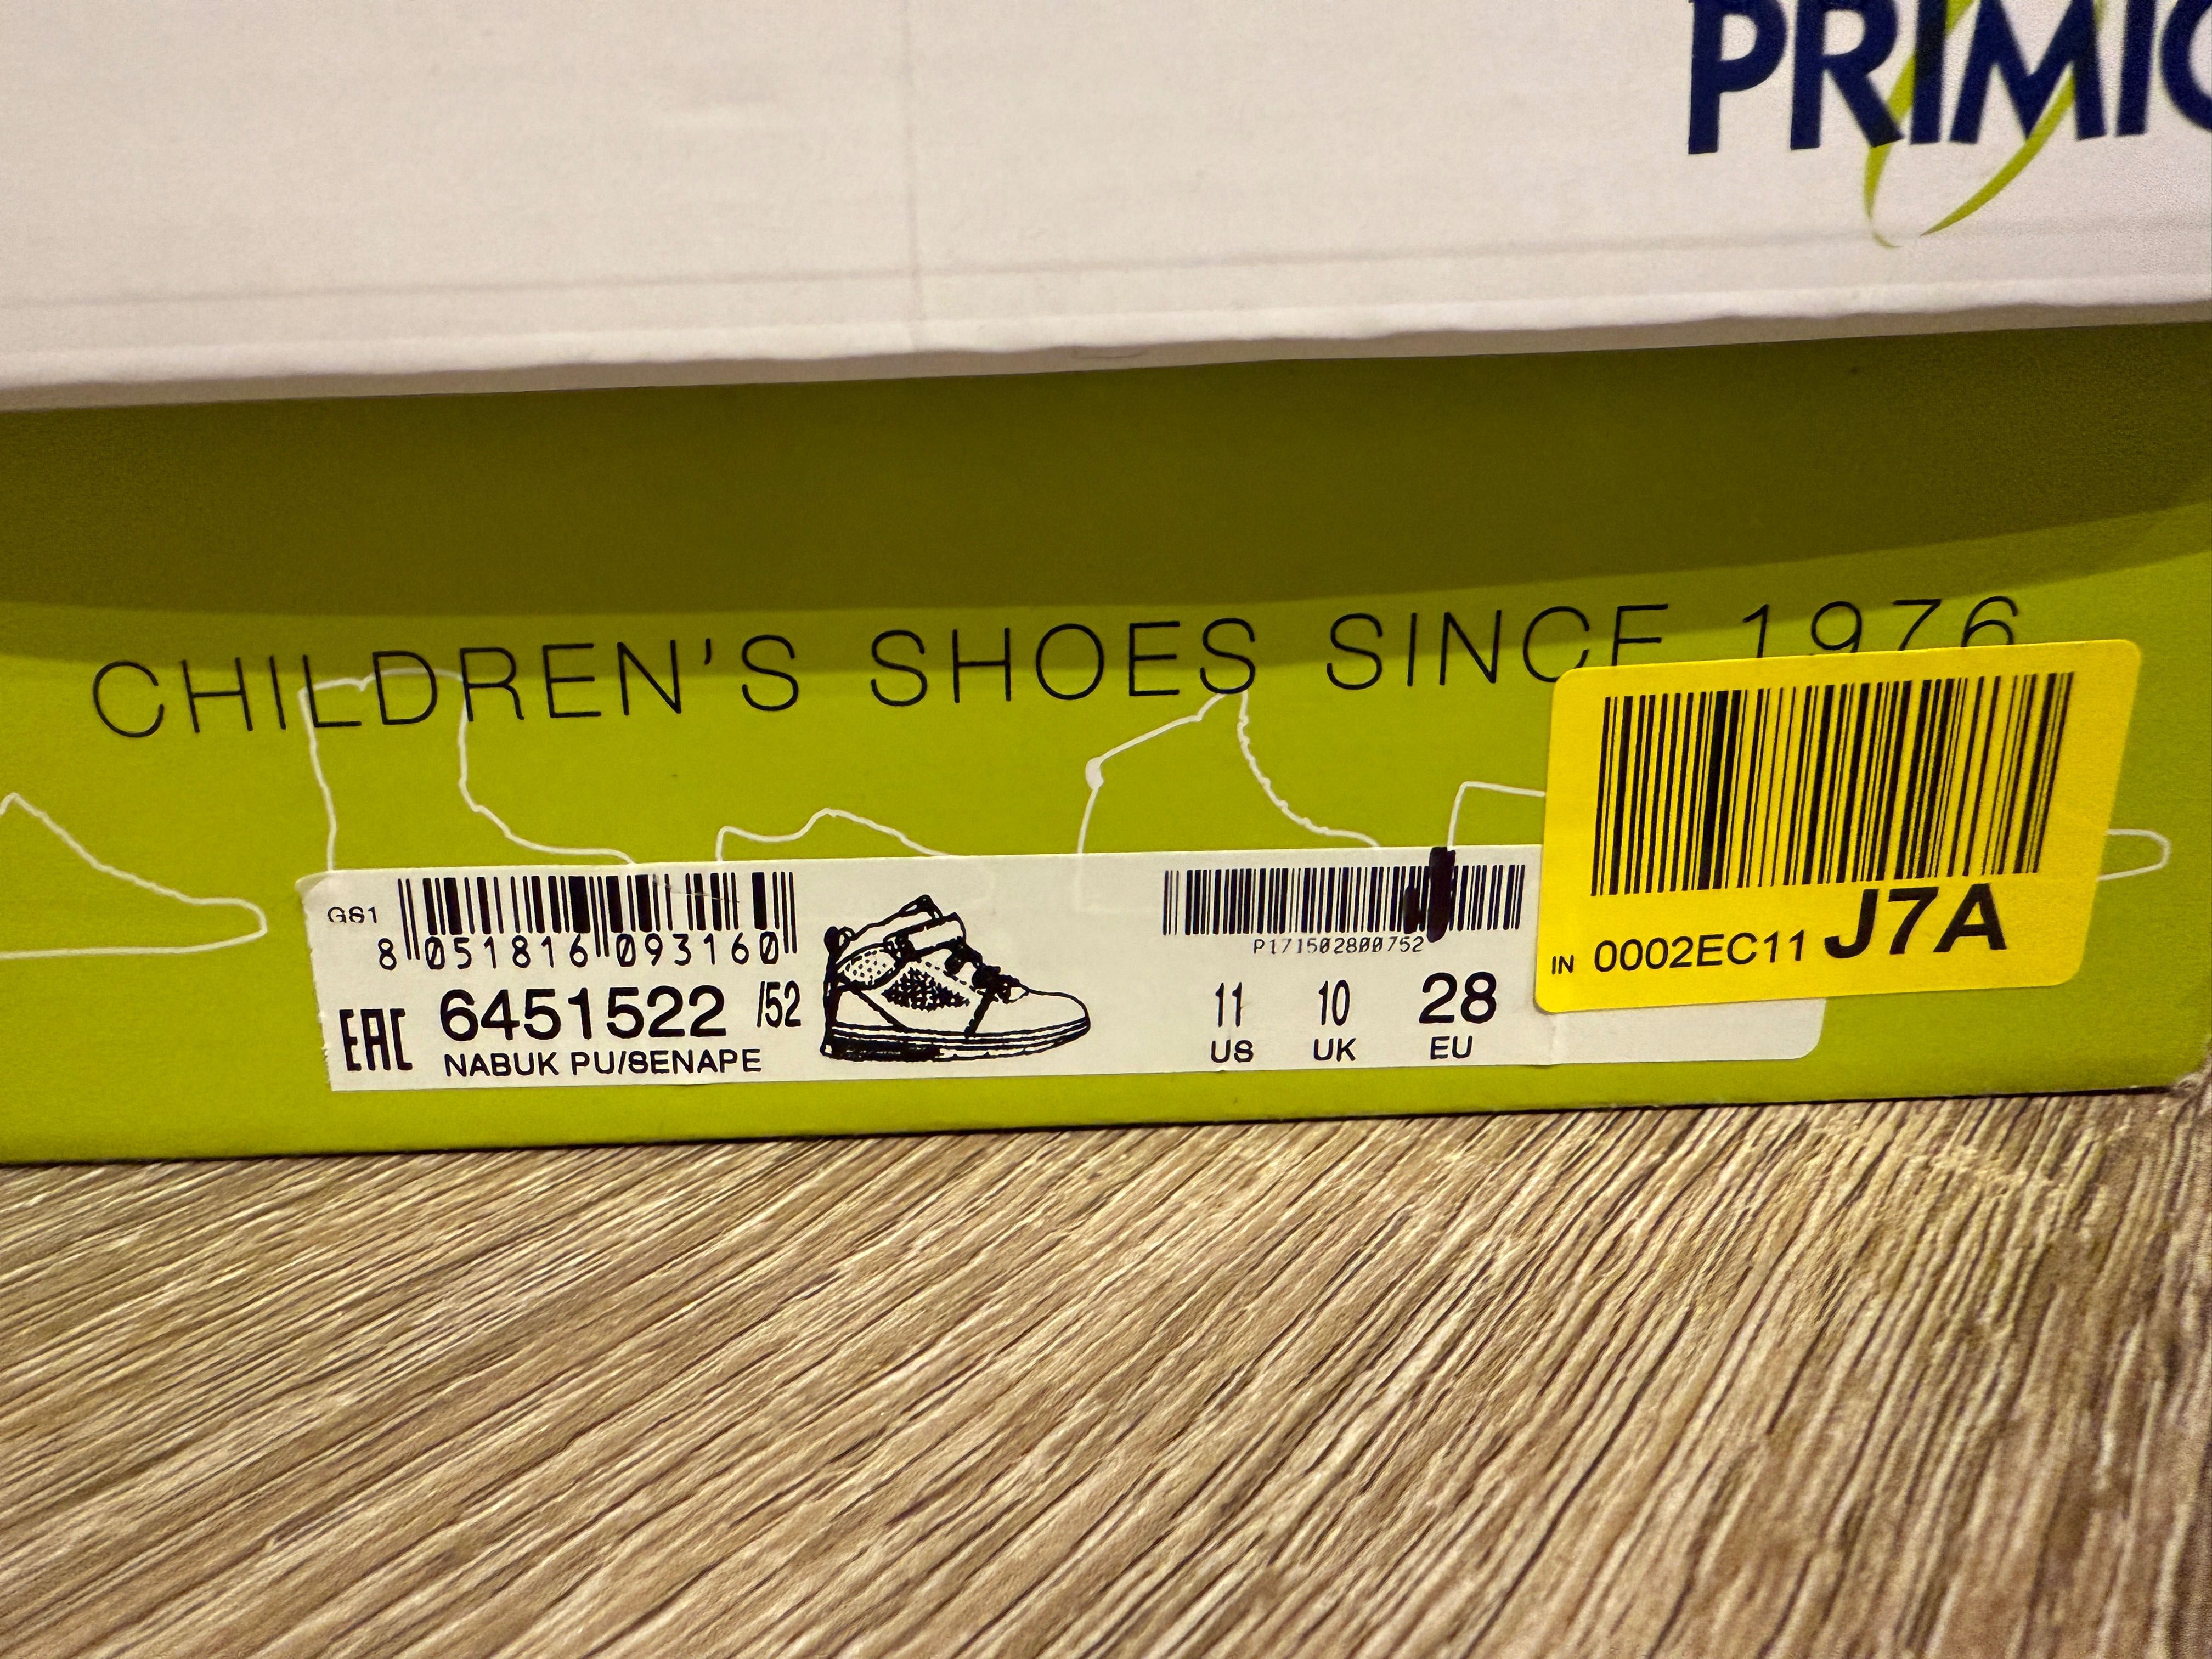 PRIMIG
CHILDREN'S SHOES SINCE 1976
GS1
8 051816 093160
EAC 6451522 /52
NABUK PU/SENAPE
P171502800752
11 10 28
US UK EU
IN 0002EC11 J7A